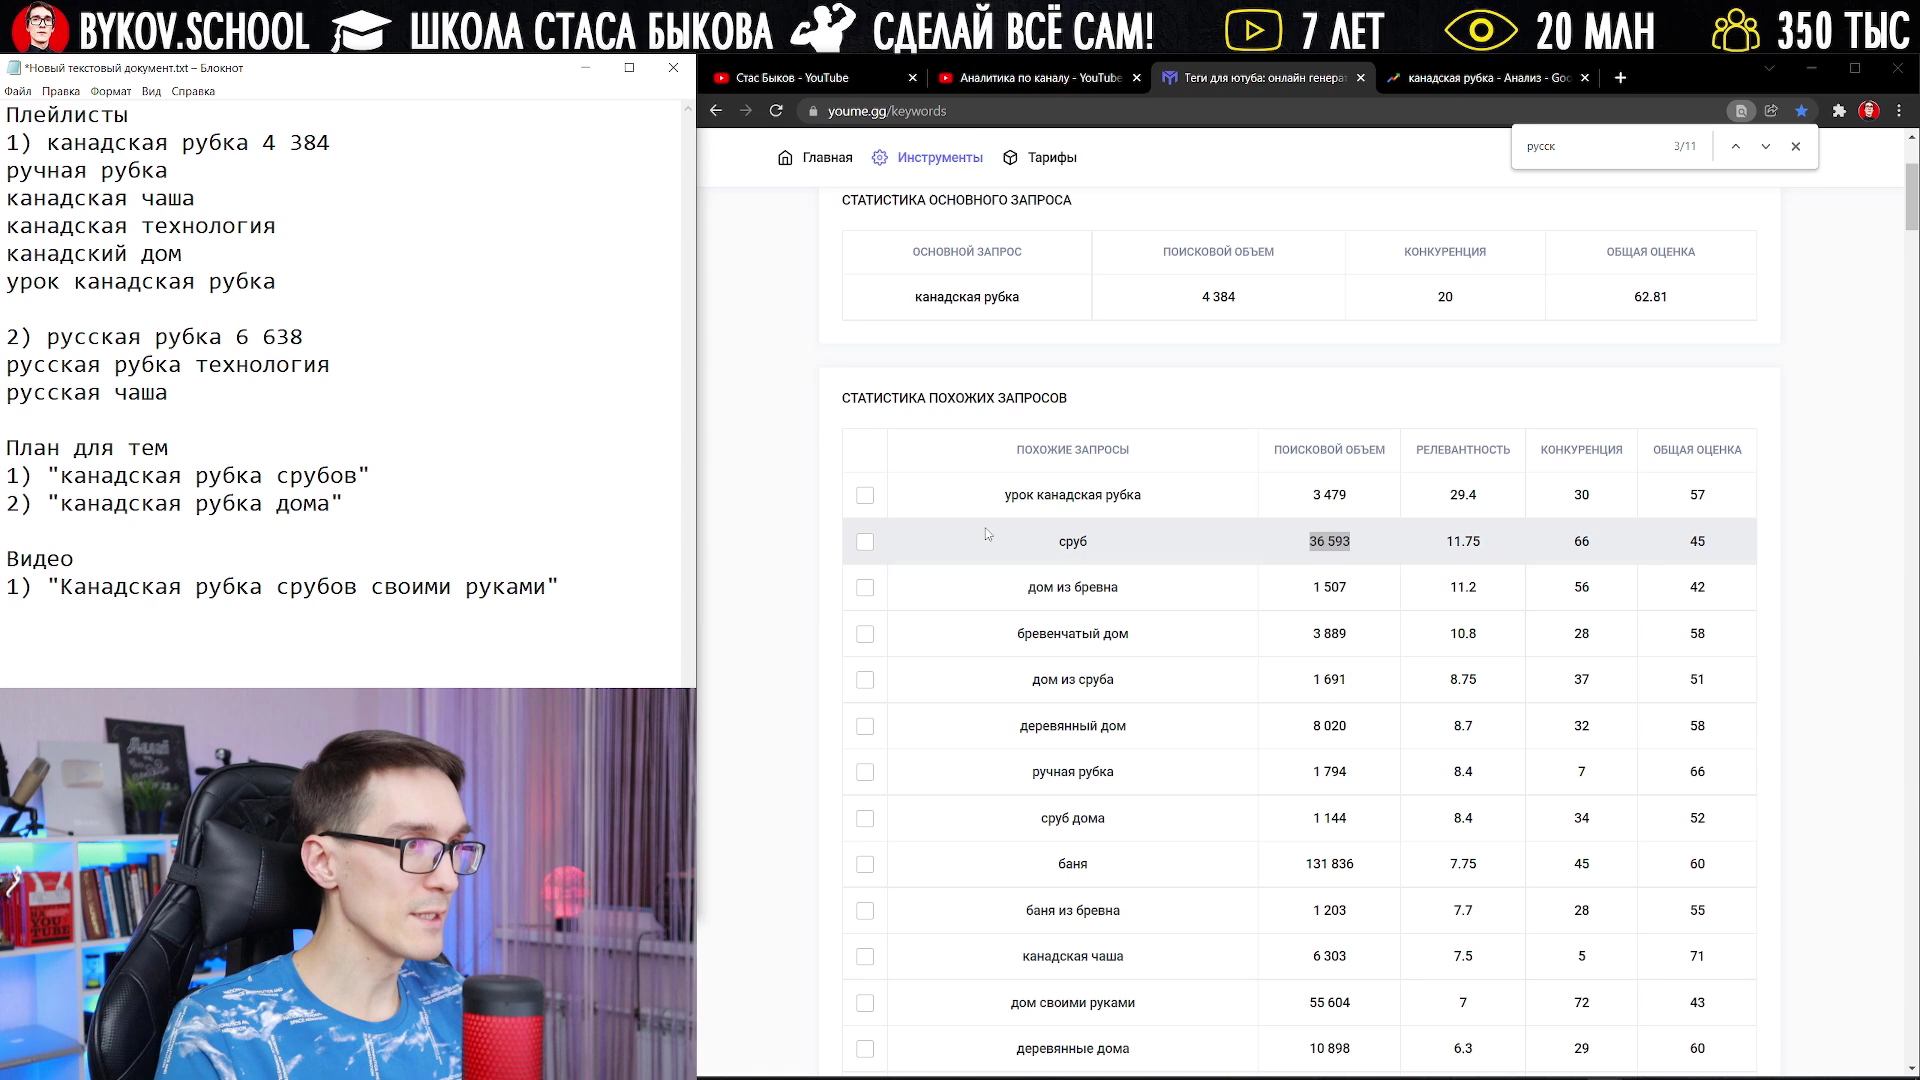 BYKOV.SCHOOL ШКОЛА СТАСА БЫКОВА СДЕЛАЙ ВСЁ САМ! 7 ЛЕТ 20 МЛН 350 ТЫС
*Новый текстовый документ.txt – Блокнот
Файл Правка Формат Вид Справка
Плейлисты
1) канадская рубка 4 384
ручная рубка
канадская чаша
канадская технология
канадский дом
урок канадская рубка
2) русская рубка 6 638
русская рубка технология
русская чаша
План для тем
1) "канадская рубка срубов"
2) "канадская рубка дома"
Видео
1) "Канадская рубка срубов своими руками"
Стас Быков - YouTube
Аналитика по каналу - YouTube
Теги для ютуба: онлайн генера
канадская рубка - Анализ - Goo
youme.gg/keywords
русск 3/11
Главная Инструменты Тарифы
СТАТИСТИКА ОСНОВНОГО ЗАПРОСА
ОСНОВНОЙ ЗАПРОС ПОИСКОВОЙ ОБЪЕМ КОНКУРЕНЦИЯ ОБЩАЯ ОЦЕНКА
канадская рубка 4 384 20 62.81
СТАТИСТИКА ПОХОЖИХ ЗАПРОСОВ
ПОХОЖИЕ ЗАПРОСЫ ПОИСКОВОЙ ОБЪЕМ РЕЛЕВАНТНОСТЬ КОНКУРЕНЦИЯ ОБЩАЯ ОЦЕНКА
урок канадская рубка 3 479 29.4 30 57
сруб 36 593 11.75 66 45
дом из бревна 1 507 11.2 56 42
бревенчатый дом 3 889 10.8 28 58
дом из сруба 1 691 8.75 37 51
деревянный дом 8 020 8.7 32 58
ручная рубка 1 794 8.4 7 66
сруб дома 1 144 8.4 34 52
баня 131 836 7.75 45 60
баня из бревна 1 203 7.7 28 55
канадская чаша 6 303 7.5 5 71
дом своими руками 55 604 7 72 43
деревянные дома 10 898 6.3 29 60
НА YOUTUBE